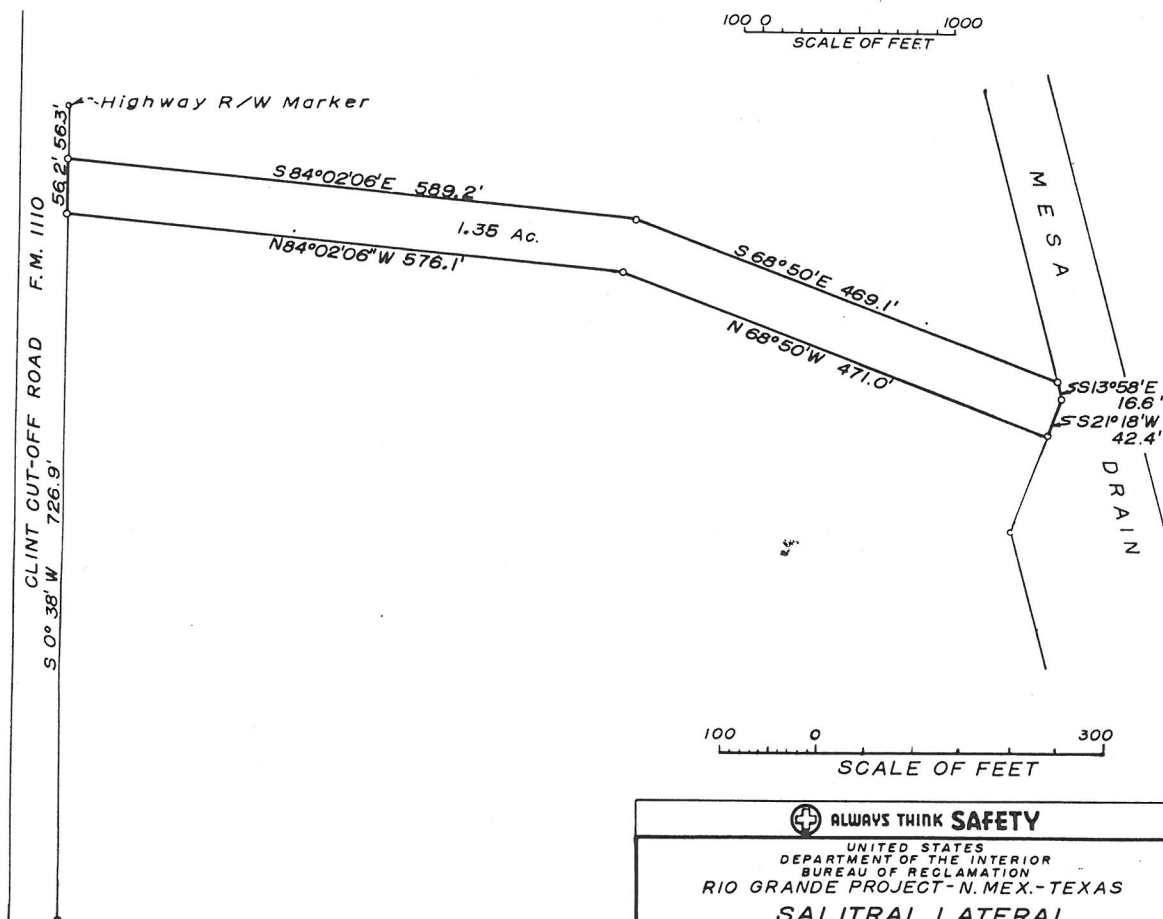 100 0 1000
SCALE OF FEET
Highway R/W Marker
56.3'
56.2'
S 84°02'06"E 589.2'
1.35 Ac.
N84°02'06"W 576.1'
S 68°50'E 469.1'
N 68°50'W 471.0'
MESA
DRAIN
S13°58'E
16.6'
S21°18'W
42.4'
CLINT CUT-OFF ROAD F.M. 1110
S 0° 38' W 726.9'
100 0 300
SCALE OF FEET
ALWAYS THINK SAFETY
UNITED STATES
DEPARTMENT OF THE INTERIOR
BUREAU OF RECLAMATION
RIO GRANDE PROJECT-N.MEX.-TEXAS
SALITRAL LATERAL